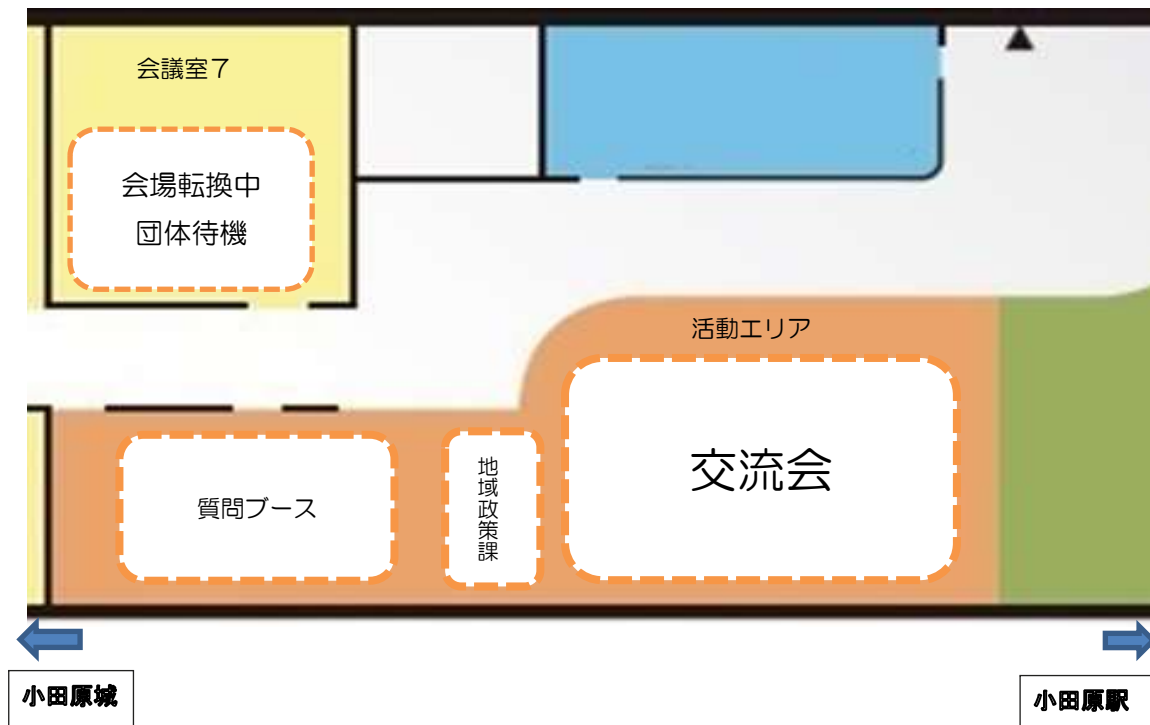 会議室７
会場転換中
団体待機
活動エリア
交流会
地域政策課
質問ブース
小田原城
小田原駅